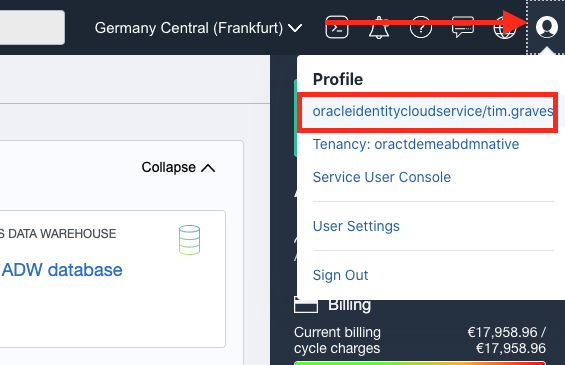 Germany Central (Frankfurt)
Profile
oracleidentitycloudservice/tim.graves
Tenancy: oractdemeabdmnative
Service User Console
User Settings
Sign Out
Collapse
S DATA WAREHOUSE
ADW database
Billing
Current billing
cycle charges
€17,958.96 /
€17,958.96